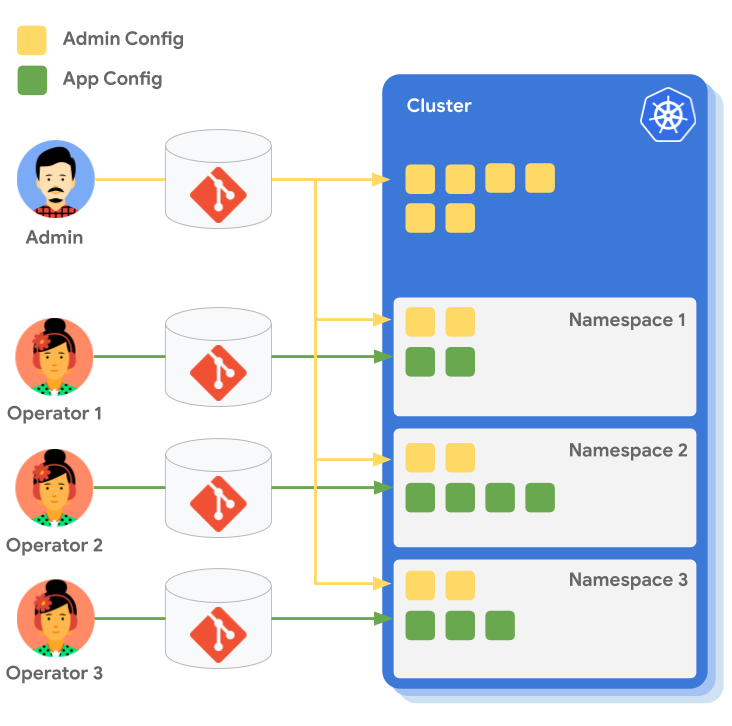 Admin Config
App Config
Cluster
Admin
Namespace 1
Operator 1
Namespace 2
Operator 2
Namespace 3
Operator 3